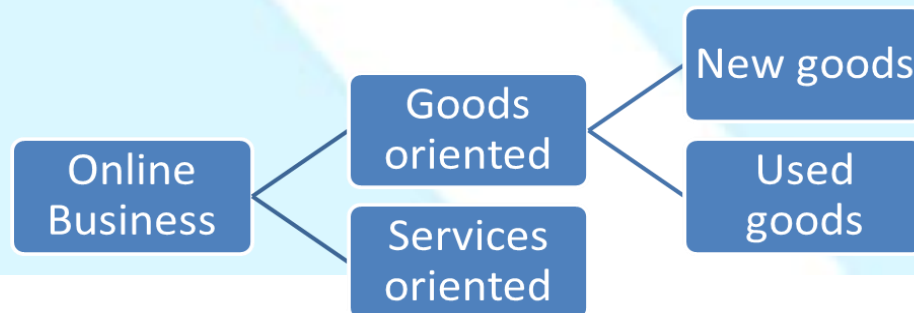 Online
Business
Goods
oriented
Services
oriented
New goods
Used
goods